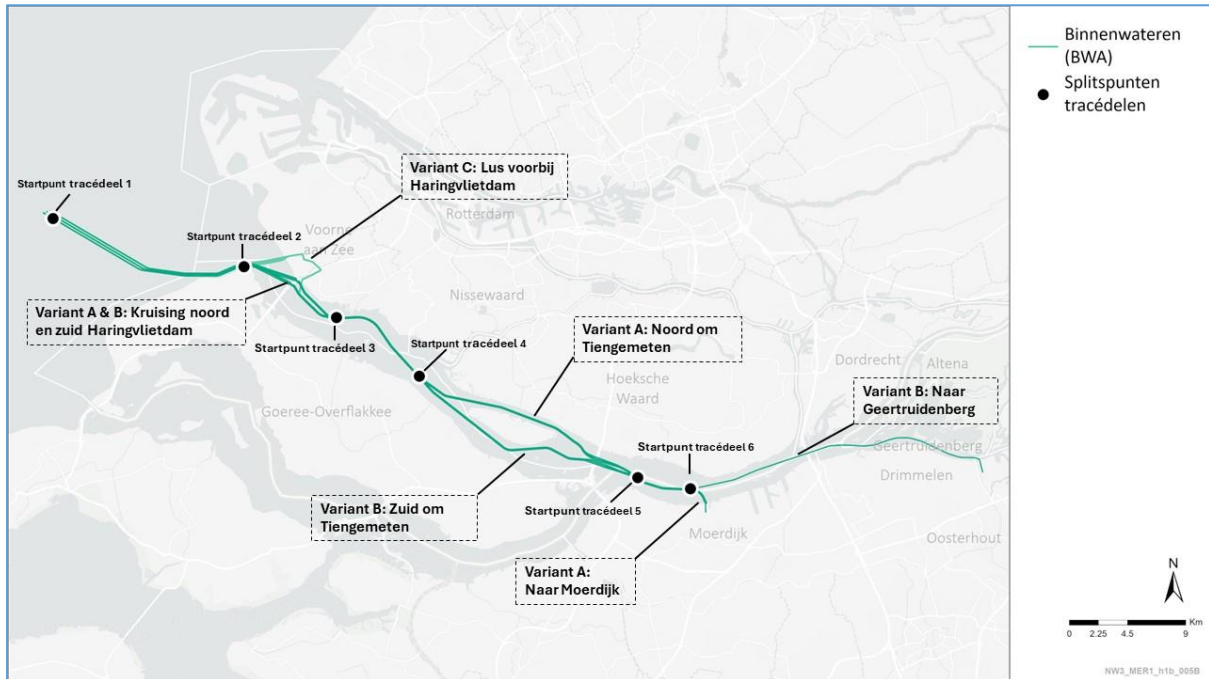 Binnenwateren
(BWA)
Splitspunten
tracédelen
Variant C: Lus voorbij
Haringvlietdam
Startpunt tracédeel 1
Rotterdam
Startpunt tracédeel 2
Voorne
aan Zee
Variant A & B: Kruising noord
en zuid Haringvlietdam
Nissewaard
Startpunt tracédeel 3
Startpunt tracédeel 4
Variant A: Noord om
Tiengemeten
Dordrecht
Altena
Hoeksche
Waard
Variant B: Naar
Geertruidenberg
Goeree-Overflakkee
Startpunt tracédeel 6
Geertruidenberg
Drimmelen
Variant B: Zuid om
Tiengemeten
Startpunt tracédeel 5
Moerdijk
Oosterhout
Variant A:
Naar Moerdijk
N
Km
0 2.25 4.5 9
NW3_MER1_h1b_005B